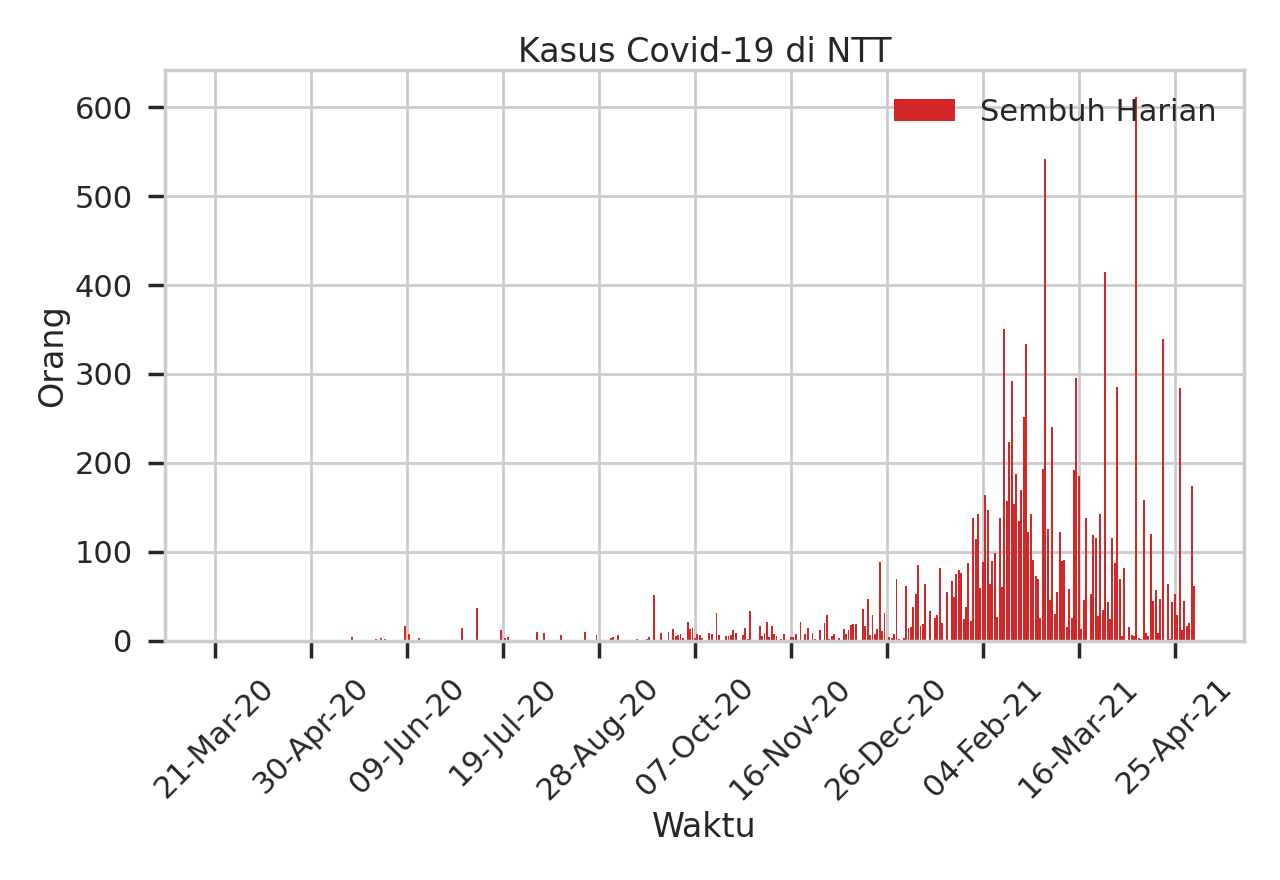 Kasus Covid-19 di NTT
Sembuh Harian
Orang
600
500
400
300
200
100
0
21-Mar-20
30-Apr-20
09-Jun-20
19-Jul-20
28-Aug-20
07-Oct-20
16-Nov-20
26-Dec-20
04-Feb-21
16-Mar-21
25-Apr-21
Waktu